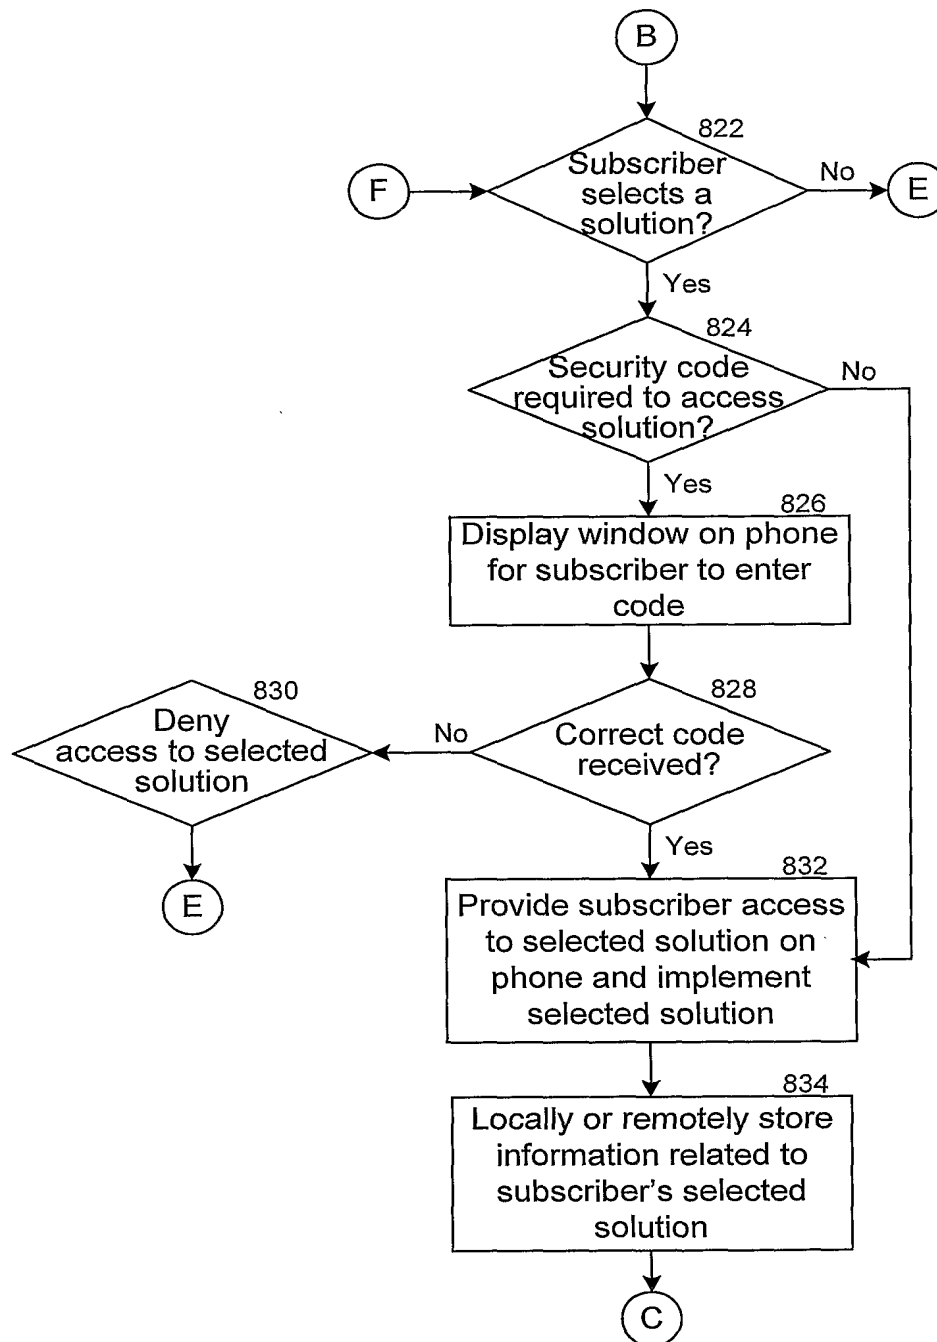 B
822
Subscriber
selects a
solution?
F
No
E
Yes
824
Security code
required to access
solution?
No
Yes
826
Display window on phone
for subscriber to enter
code
828
Correct code
received?
No
830
Deny
access to selected
solution
E
Yes
832
Provide subscriber access
to selected solution on
phone and implement
selected solution
834
Locally or remotely store
information related to
subscriber's selected
solution
C